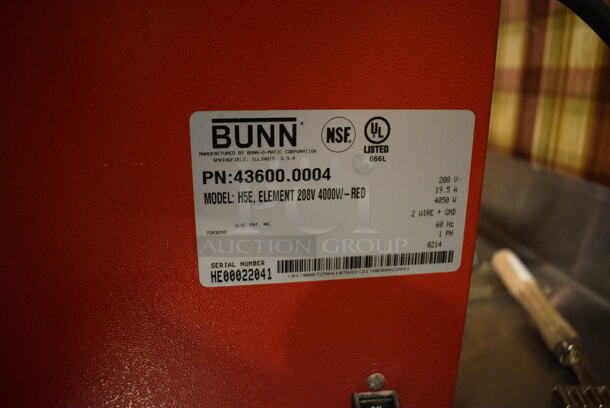 BUNN
MANUFACTURED BY BUNN-O-MATIC CORPORATION
SPRINGFIELD, ILLINOIS, U.S.A
NSF
UL
LISTED
666L
PN:43600.0004
MODEL: H5E, ELEMENT 208V 4000W/-RED
U.S. PAT. NO.
7063293
208 V~
19.5 A
4050 W
2 WIRE + GND
60 Hz
1 PH
0214
AUCTION GROUP
SERIAL NUMBER
HE00022041
ON